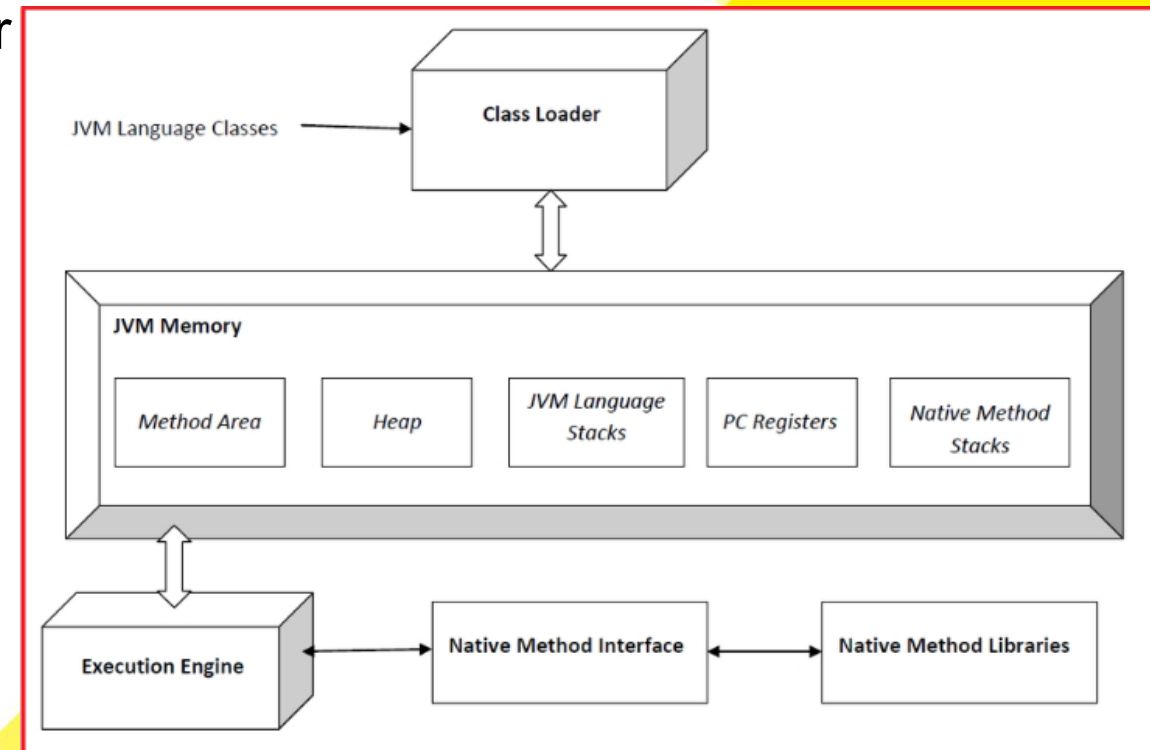 r
Class Loader
JVM Language Classes
JVM Memory
Method Area
Heap
JVM Language
Stacks
PC Registers
Native Method
Stacks
Execution Engine
Native Method Interface
Native Method Libraries